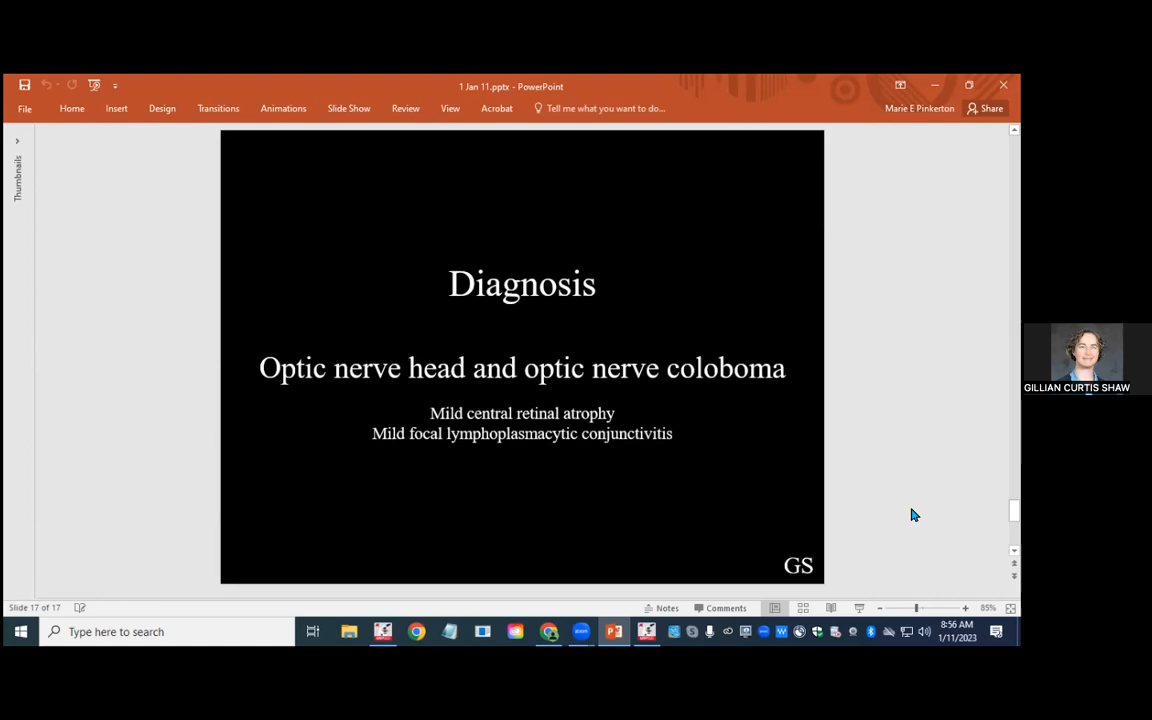 1 Jan 11.pptx - PowerPoint
File Home Insert Design Transitions Animations Slide Show Review View Acrobat Tell me what you want to do... Marie E Pinkerton Share
Thumbnails
Diagnosis
Optic nerve head and optic nerve coloboma
Mild central retinal atrophy
Mild focal lymphoplasmacytic conjunctivitis
GS
GILLIAN CURTIS SHAW
Slide 17 of 17 Notes Comments 85%
Type here to search
8:56 AM
1/11/2023